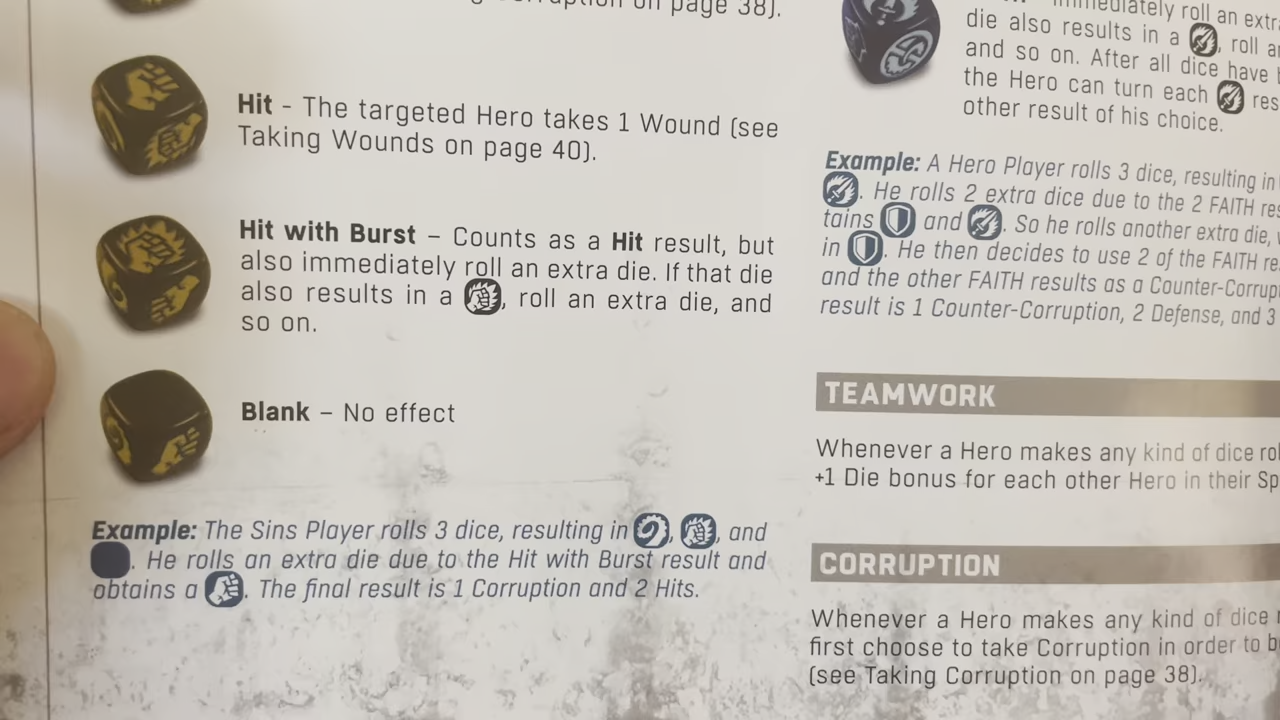 on page 38).
Hit - The targeted Hero takes 1 Wound (see
Taking Wounds on page 40).
Hit with Burst – Counts as a Hit result, but
also immediately roll an extra die. If that die
also results in a , roll an extra die, and
so on.
Blank – No effect
Example: The Sins Player rolls 3 dice, resulting in , , and
. He rolls an extra die due to the Hit with Burst result and
obtains a . The final result is 1 Corruption and 2 Hits.
roll an extra
die also results in a , roll
and so on. After all dice have
the Hero can turn each
other result of his choice.
Example: A Hero Player rolls 3 dice, resulting in
. He rolls 2 extra dice due to the 2 FAITH
tains and . So he rolls another extra die,
in . He then decides to use 2 of the FAITH
and the other FAITH results as a
result is 1 Counter-Corruption, 2 Defense, and 3
TEAMWORK
Whenever a Hero makes any kind of dice
+1 Die bonus for each other Hero in their
CORRUPTION
Whenever a Hero makes any kind of dice
first choose to take Corruption in order to
(see Taking Corruption on page 38).